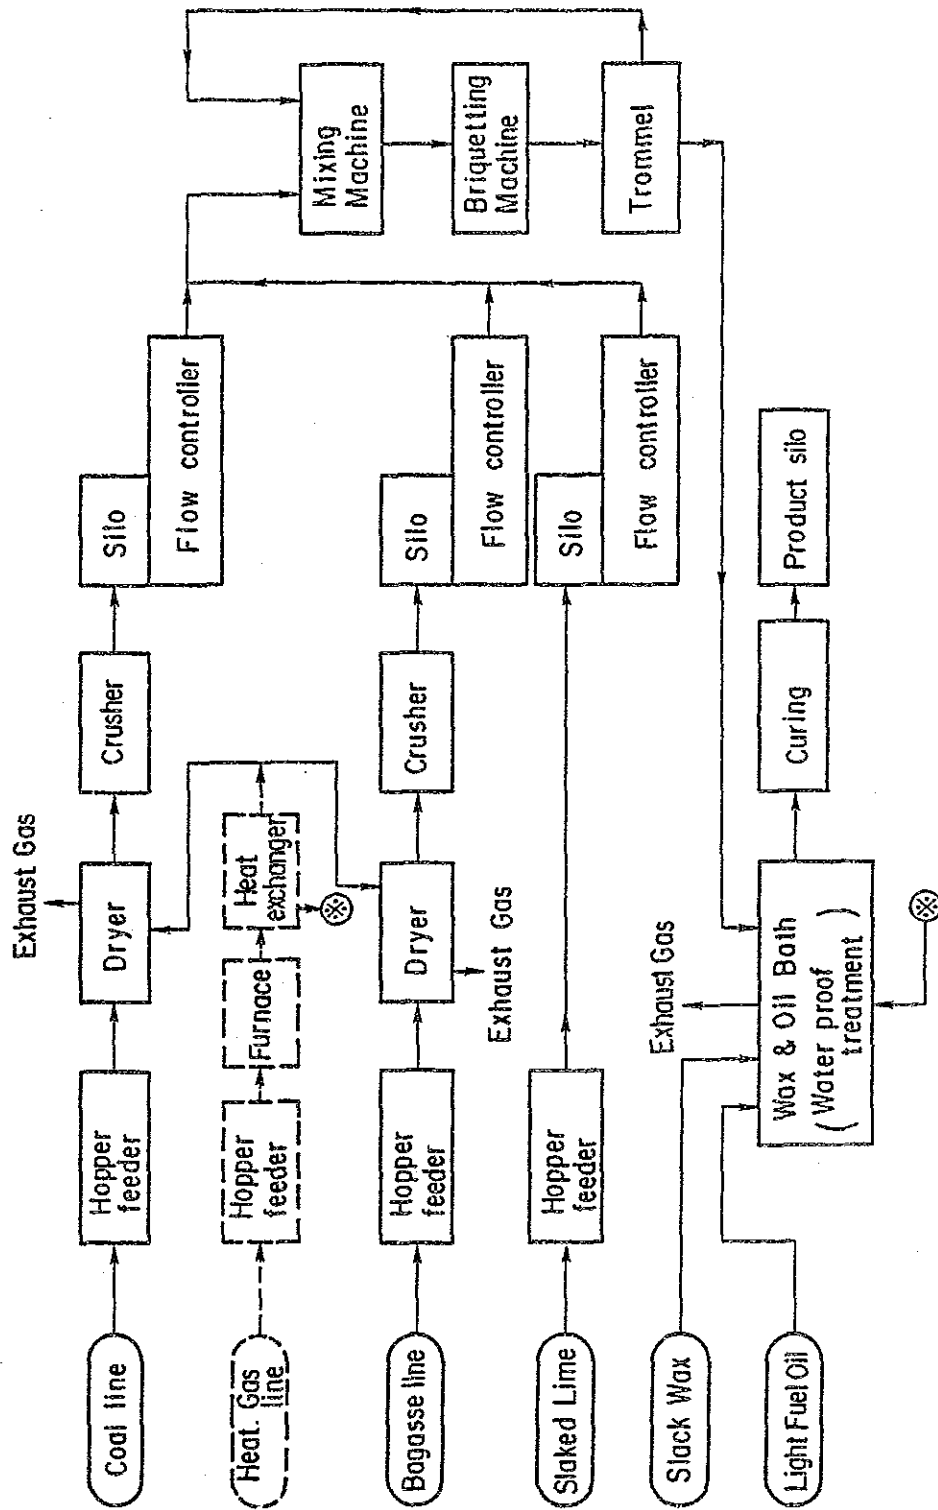 Coal line
Hopper
feeder
Dryer
Exhaust Gas
Crusher
Silo
Flow controller
Heat. Gas
line
Hopper
feeder
Furnace
Heat
exchanger
※
Bagasse line
Hopper
feeder
Dryer
Exhaust Gas
Crusher
Silo
Flow controller
Slaked Lime
Hopper
feeder
Silo
Flow controller
Mixing
Machine
Briquetting
Machine
Trommel
Slack Wax
Light Fuel Oil
Exhaust Gas
Wax & Oil Bath
(Water proof
treatment)
※
Curing
Product silo